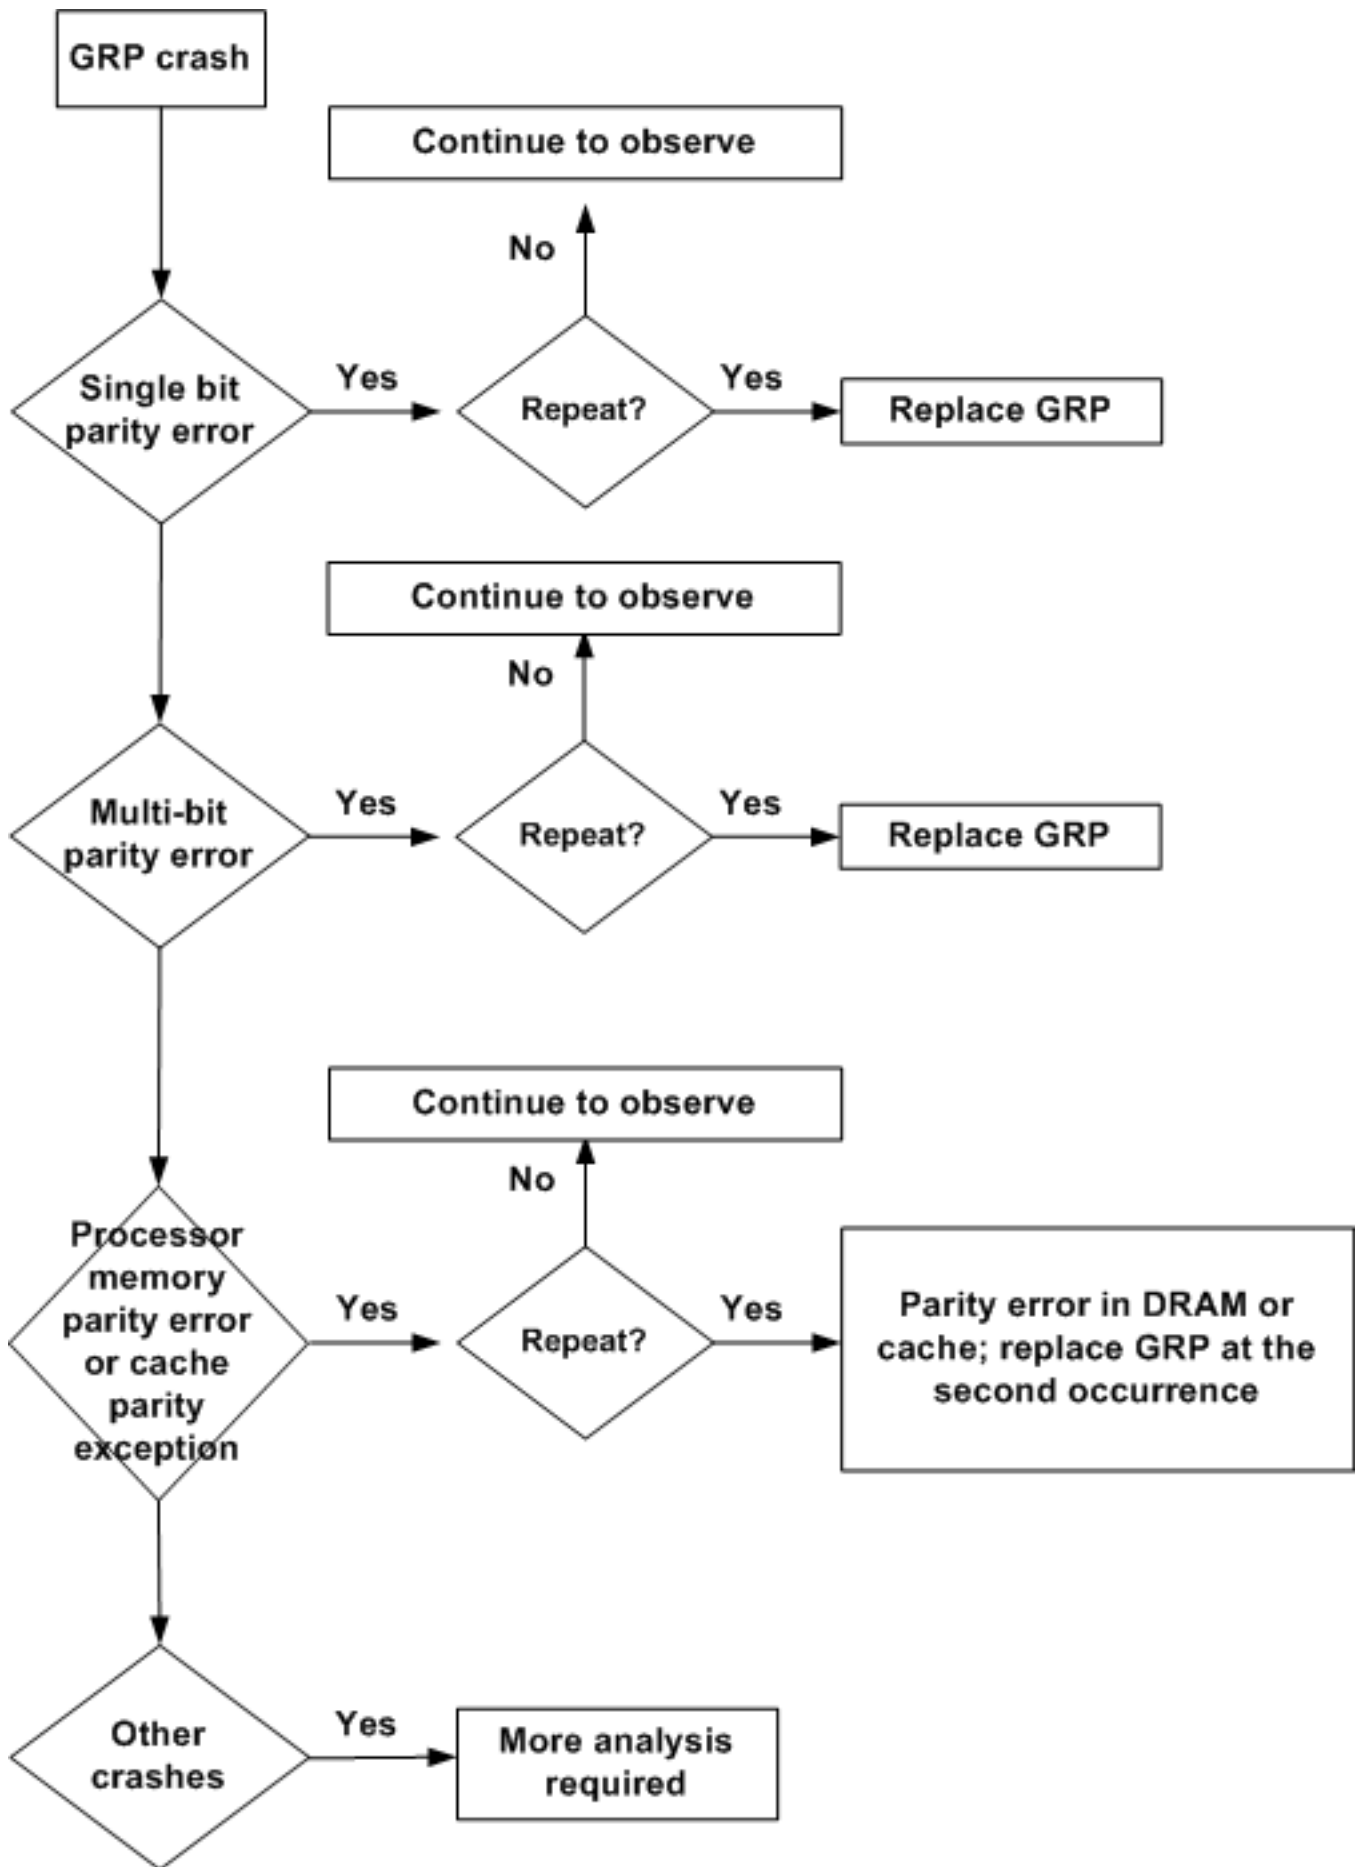 GRP crash
Continue to observe
No
Single bit
parity error
Yes
Repeat?
Yes
Replace GRP
Continue to observe
No
Multi-bit
parity error
Yes
Repeat?
Yes
Replace GRP
Continue to observe
No
Processor
memory
parity error
or cache
parity
exception
Yes
Repeat?
Yes
Parity error in DRAM or
cache; replace GRP at the
second occurrence
Other
crashes
Yes
More analysis
required